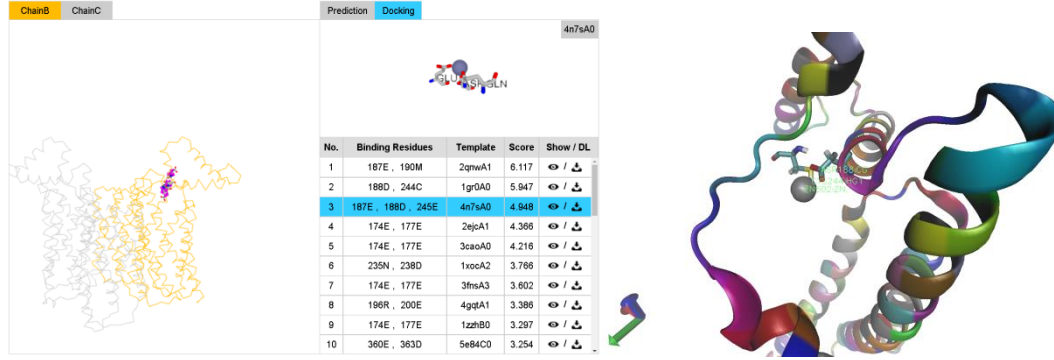 ChainB ChainC
Prediction Docking
4n7sA0
GLU ASP GLN
No. Binding Residues Template Score Show / DL
1 187E , 190M 2qnwA1 6.117 /
2 188D , 244C 1gr0A0 5.947 /
3 187E , 188D , 245E 4n7sA0 4.948 /
4 174E , 177E 2ejcA1 4.366 /
5 174E , 177E 3caoA0 4.216 /
6 235N , 238D 1xocA2 3.766 /
7 174E , 177E 3fnsA3 3.602 /
8 196R , 200E 4gqtA1 3.386 /
9 174E , 177E 1zzhB0 3.297 /
10 360E , 363D 5e84C0 3.254 /